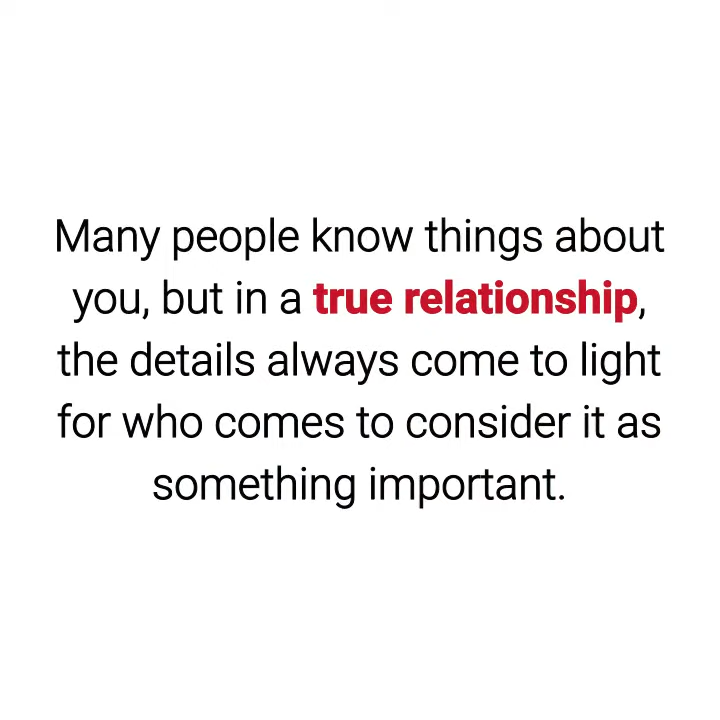 Many people know things about
you, but in a true relationship,
the details always come to light
for who comes to consider it as
something important.